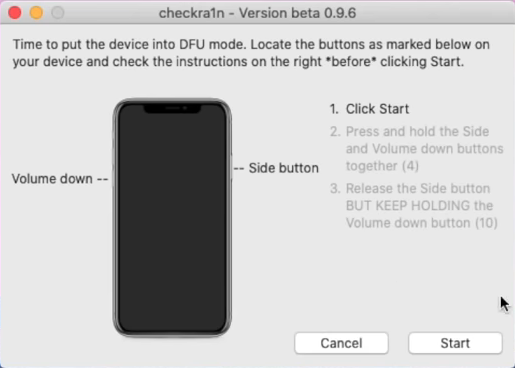 checkra1n - Version beta 0.9.6
Time to put the device into DFU mode. Locate the buttons as marked below on
your device and check the instructions on the right *before* clicking Start.
Volume down --
-- Side button
1. Click Start
2. Press and hold the Side
and Volume down buttons
together (4)
3. Release the Side button
BUT KEEP HOLDING the
Volume down button (10)
Cancel
Start